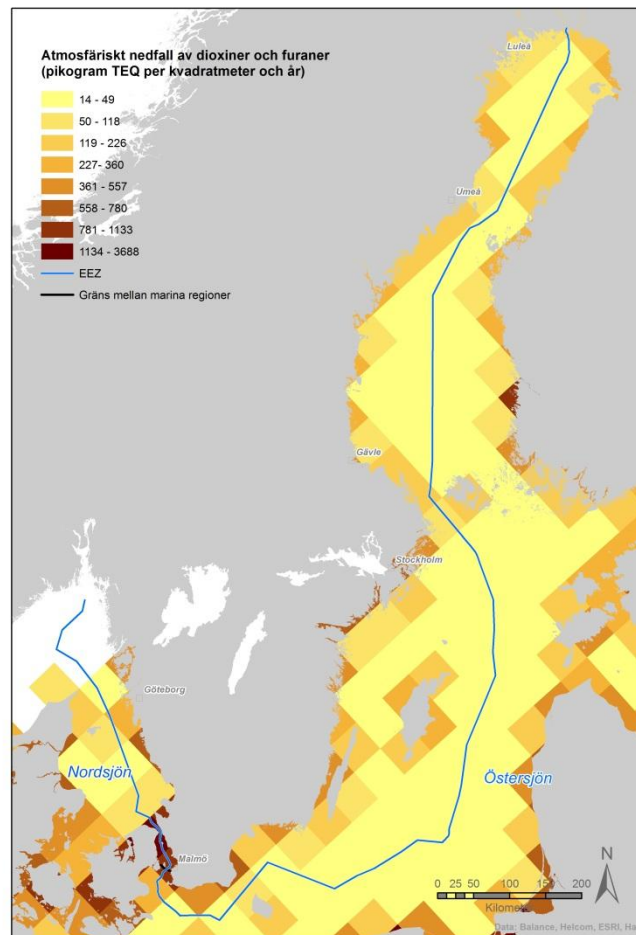 Atmosfäriskt nedfall av dioxiner och furaner
(pikogram TEQ per kvadratmeter och år)
14 - 49
50 - 118
119 - 226
227- 360
361 - 557
558 - 780
781 - 1133
1134 - 3688
EEZ
Gräns mellan marina regioner
Luleå
Umeå
Gävle
Stockholm
Göteborg
Nordsjön
Östersjön
Malmö
N
0 25 50 100 150 200
Kilometer
Data: Balance, Helcom, ESRI, Ha